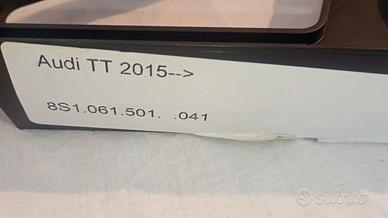 Audi TT 2015-->
8S1.061.501. .041
subito